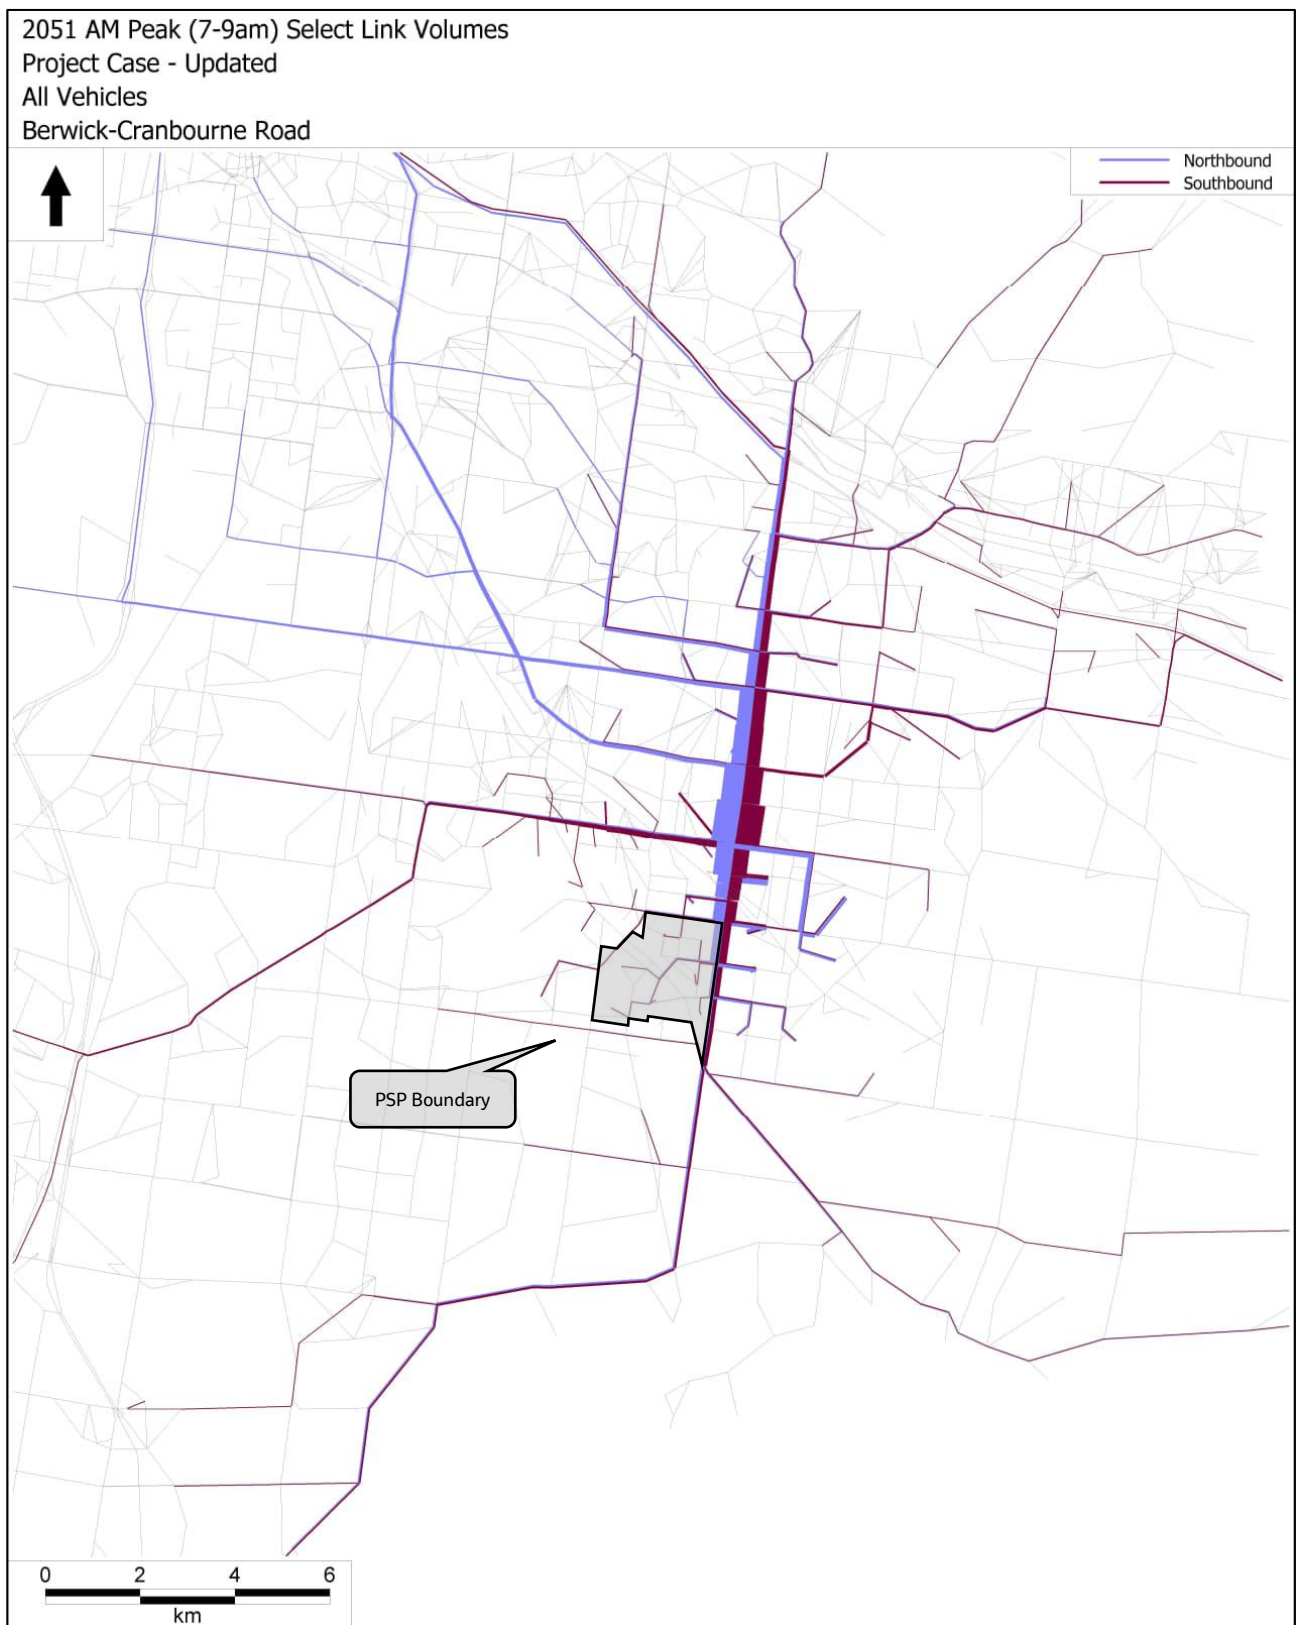 2051 AM Peak (7-9am) Select Link Volumes
Project Case - Updated
All Vehicles
Berwick-Cranbourne Road
Northbound
Southbound
PSP Boundary
0 2 4 6
km